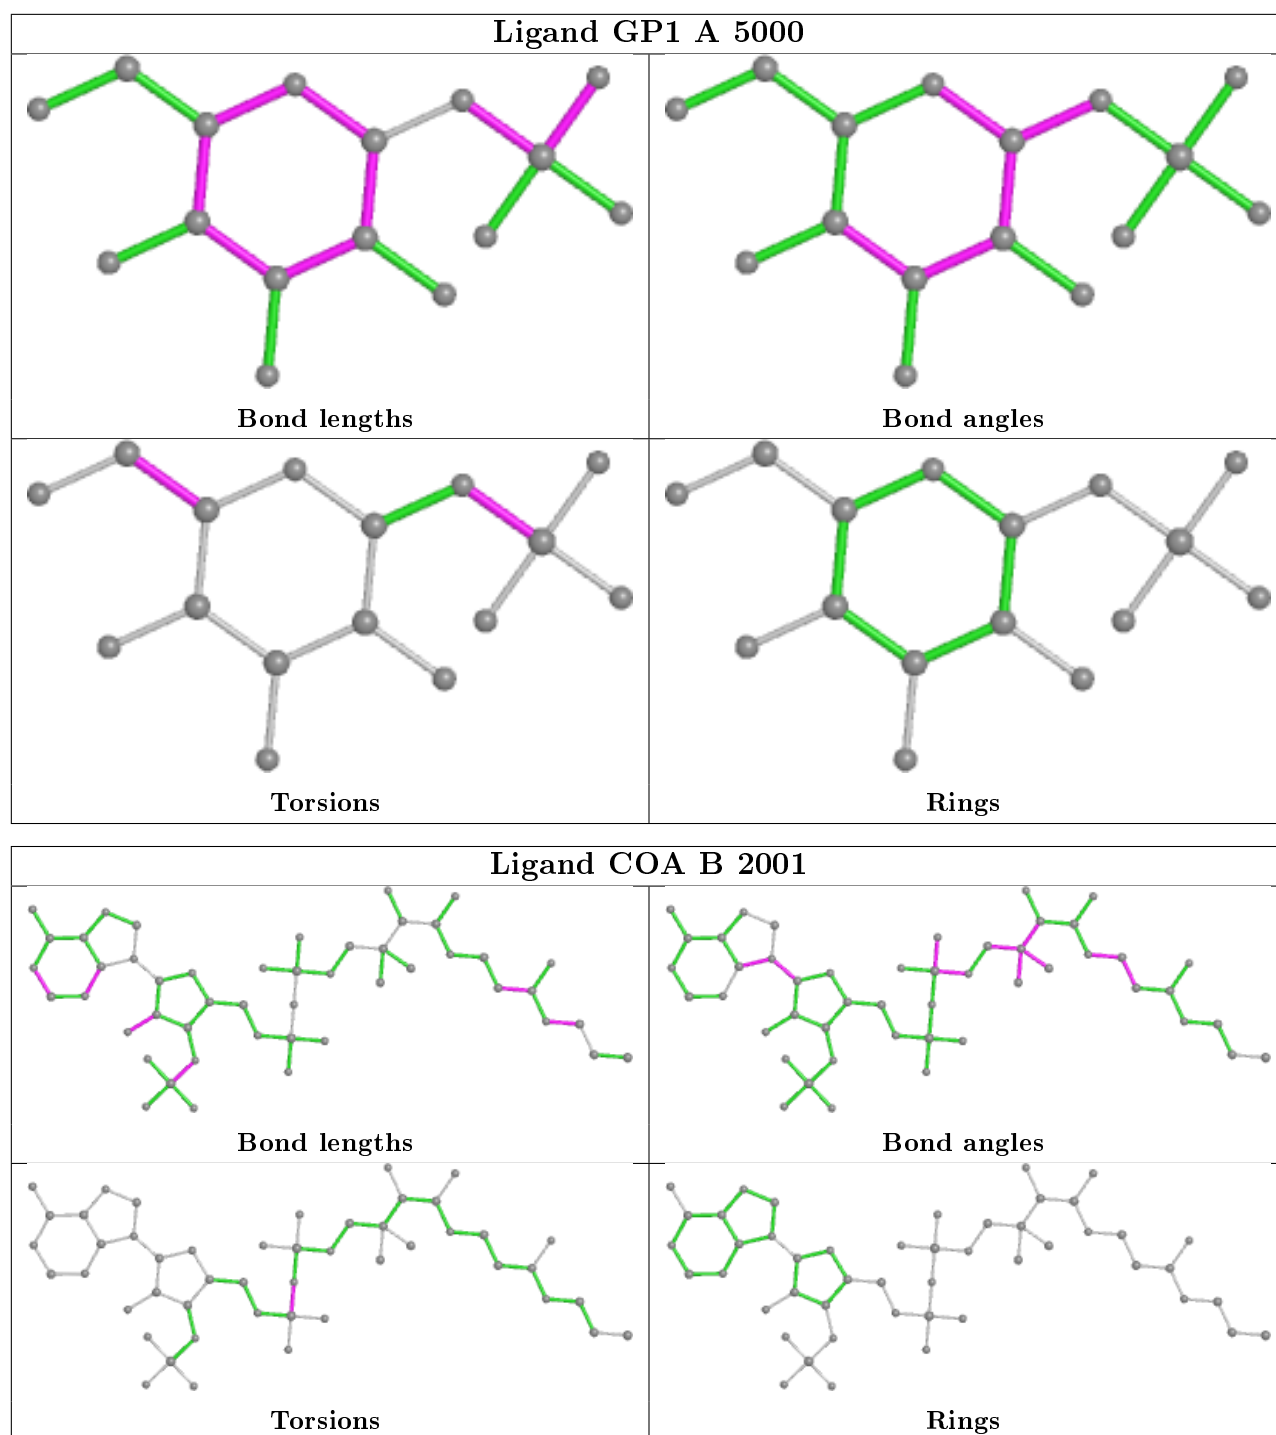 Ligand GP1 A 5000
Bond lengths
Bond angles
Torsions
Rings
Ligand COA B 2001
Bond lengths
Bond angles
Torsions
Rings